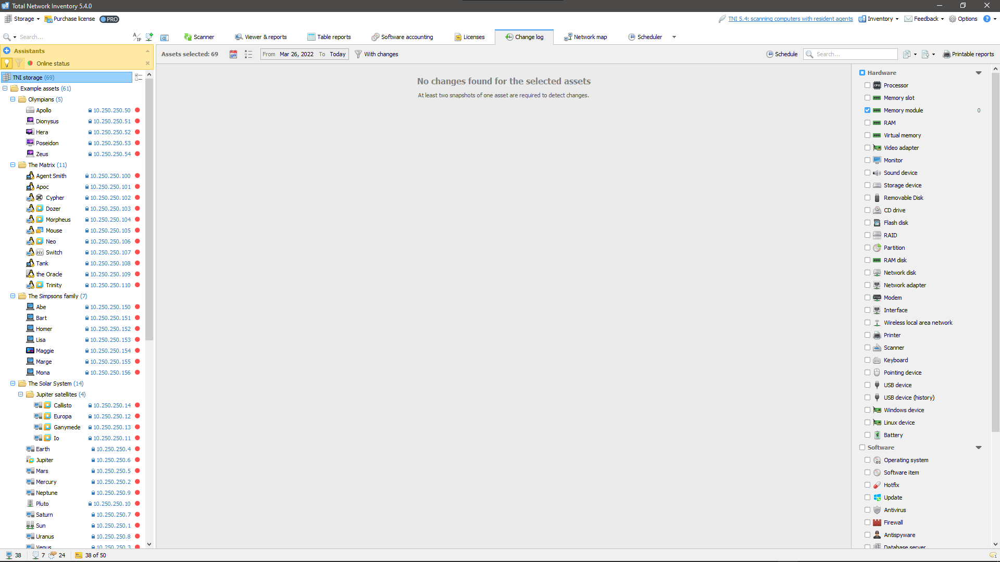 Total Network Inventory 5.4.0
Storage Purchase license PRO TNI 5.4: scanning computers with resident agents Inventory Feedback Options
Search... A/IP Scanner Viewer & reports Table reports Software accounting Licenses Change log Network map Scheduler
Assistants
Online status
Assets selected: 69 From Mar 26, 2022 To Today With changes Schedule Search... Printable reports
No changes found for the selected assets
At least two snapshots of one asset are required to detect changes.
TNI storage (69)
Example assets (61)
Olympians (5)
Apollo 10.250.250.50
Dionysus 10.250.250.51
Hera 10.250.250.52
Poseidon 10.250.250.53
Zeus 10.250.250.54
The Matrix (11)
Agent Smith 10.250.250.100
Apoc 10.250.250.101
Cypher 10.250.250.102
Dozer 10.250.250.103
Morpheus 10.250.250.104
Mouse 10.250.250.105
Neo 10.250.250.106
HV Switch 10.250.250.107
Tank 10.250.250.108
the Oracle 10.250.250.109
Trinity 10.250.250.110
The Simpsons family (7)
Abe 10.250.250.150
Bart 10.250.250.151
Homer 10.250.250.152
Lisa 10.250.250.153
Maggie 10.250.250.154
Marge 10.250.250.155
Mona 10.250.250.156
The Solar System (14)
Jupiter satellites (4)
Callisto 10.250.250.14
Europa 10.250.250.12
Ganymede 10.250.250.13
Io 10.250.250.11
Earth 10.250.250.4
Jupiter 10.250.250.6
Mars 10.250.250.5
Mercury 10.250.250.2
Neptune 10.250.250.9
Pluto 10.250.250.10
Saturn 10.250.250.7
Sun 10.250.250.1
Uranus 10.250.250.8
Venus 10.250.250.3
Hardware
Processor
Memory slot
Memory module 0
RAM
Virtual memory
Video adapter
Monitor
Sound device
Storage device
Removable Disk
CD drive
Flash disk
RAID
Partition
RAM disk
Network disk
Network adapter
Modem
Interface
Wireless local area network
Printer
Scanner
Keyboard
Pointing device
USB device
USB device (history)
Windows device
Linux device
Battery
Software
Operating system
Software item
Hotfix
Update
Antivirus
Firewall
Antispyware
Database server
38 7 24 38 of 50